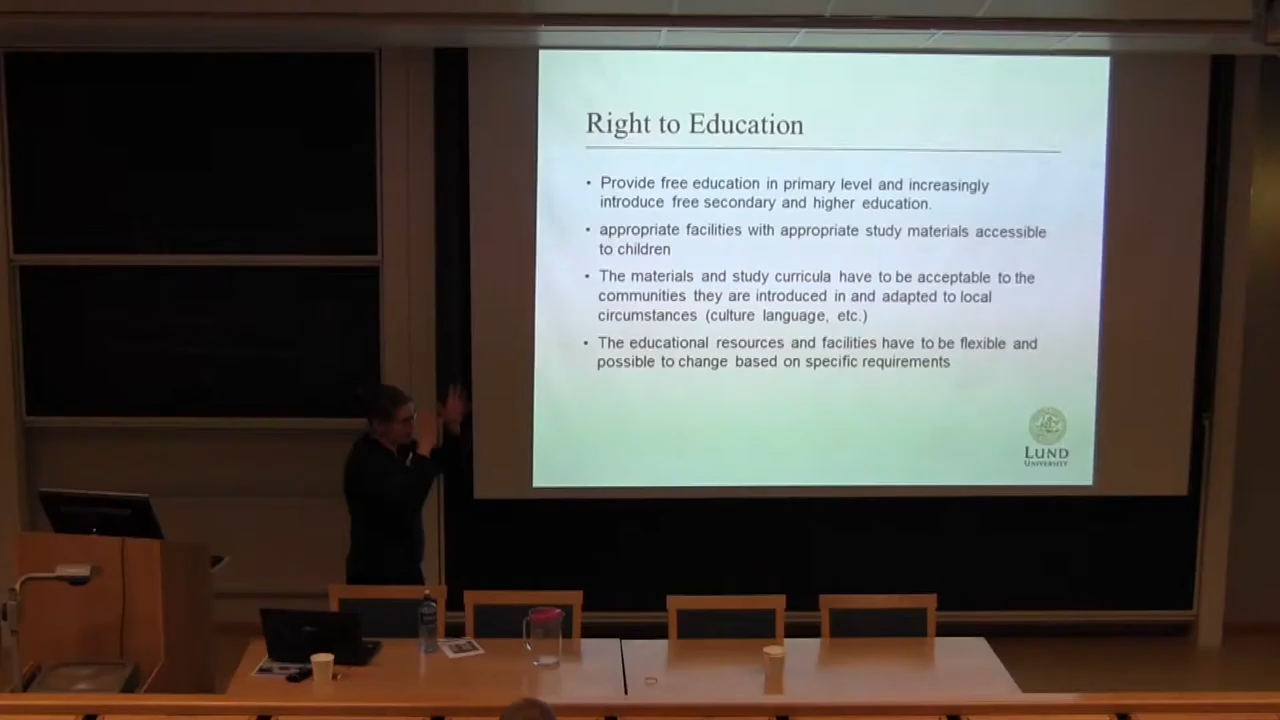 Right to Education
• Provide free education in primary level and increasingly
introduce free secondary and higher education.
• appropriate facilities with appropriate study materials accessible
to children
• The materials and study curricula have to be acceptable to the
communities they are introduced in and adapted to local
circumstances (culture language, etc.)
• The educational resources and facilities have to be flexible and
possible to change based on specific requirements
LUND
UNIVERSITY